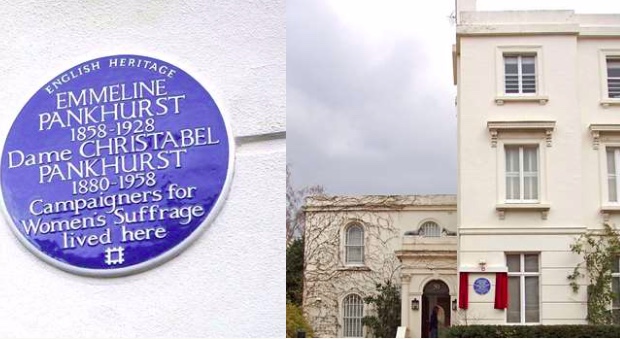 ENGLISH HERITAGE
EMMELINE
PANKHURST
1858-1928
Dame CHRISTABEL
PANKHURST
1880-1958
Campaigners for
Women's Suffrage
lived here